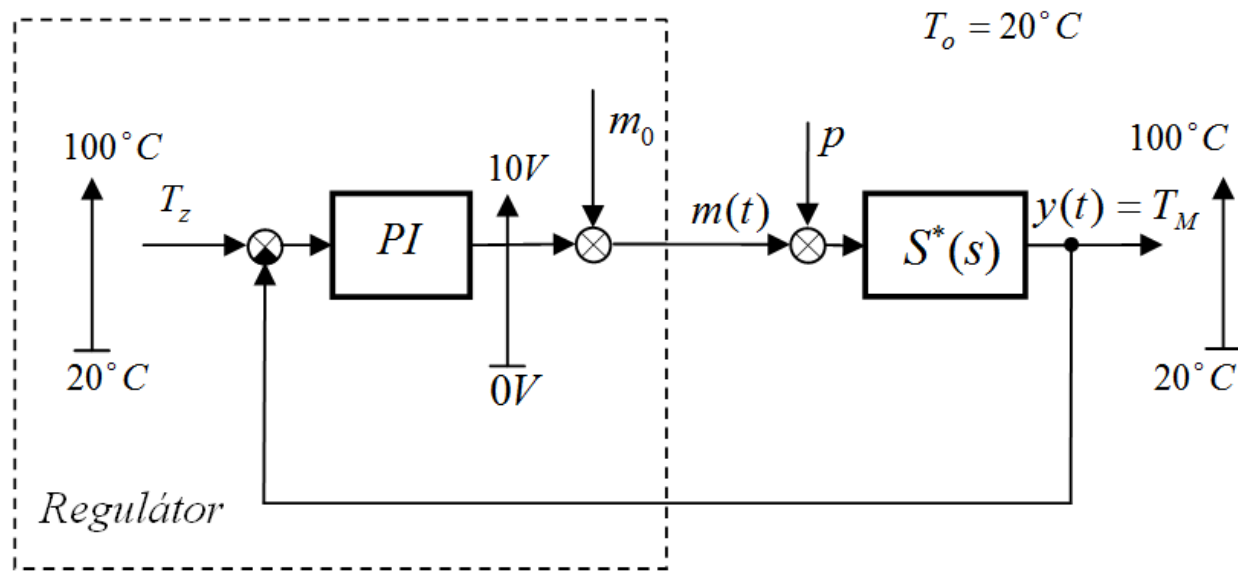 T_o = 20°C
100°C
T_z
20°C
PI
10V
0V
m_0
m(t)
p
S^*(s)
y(t) = T_M
100°C
20°C
Regulátor